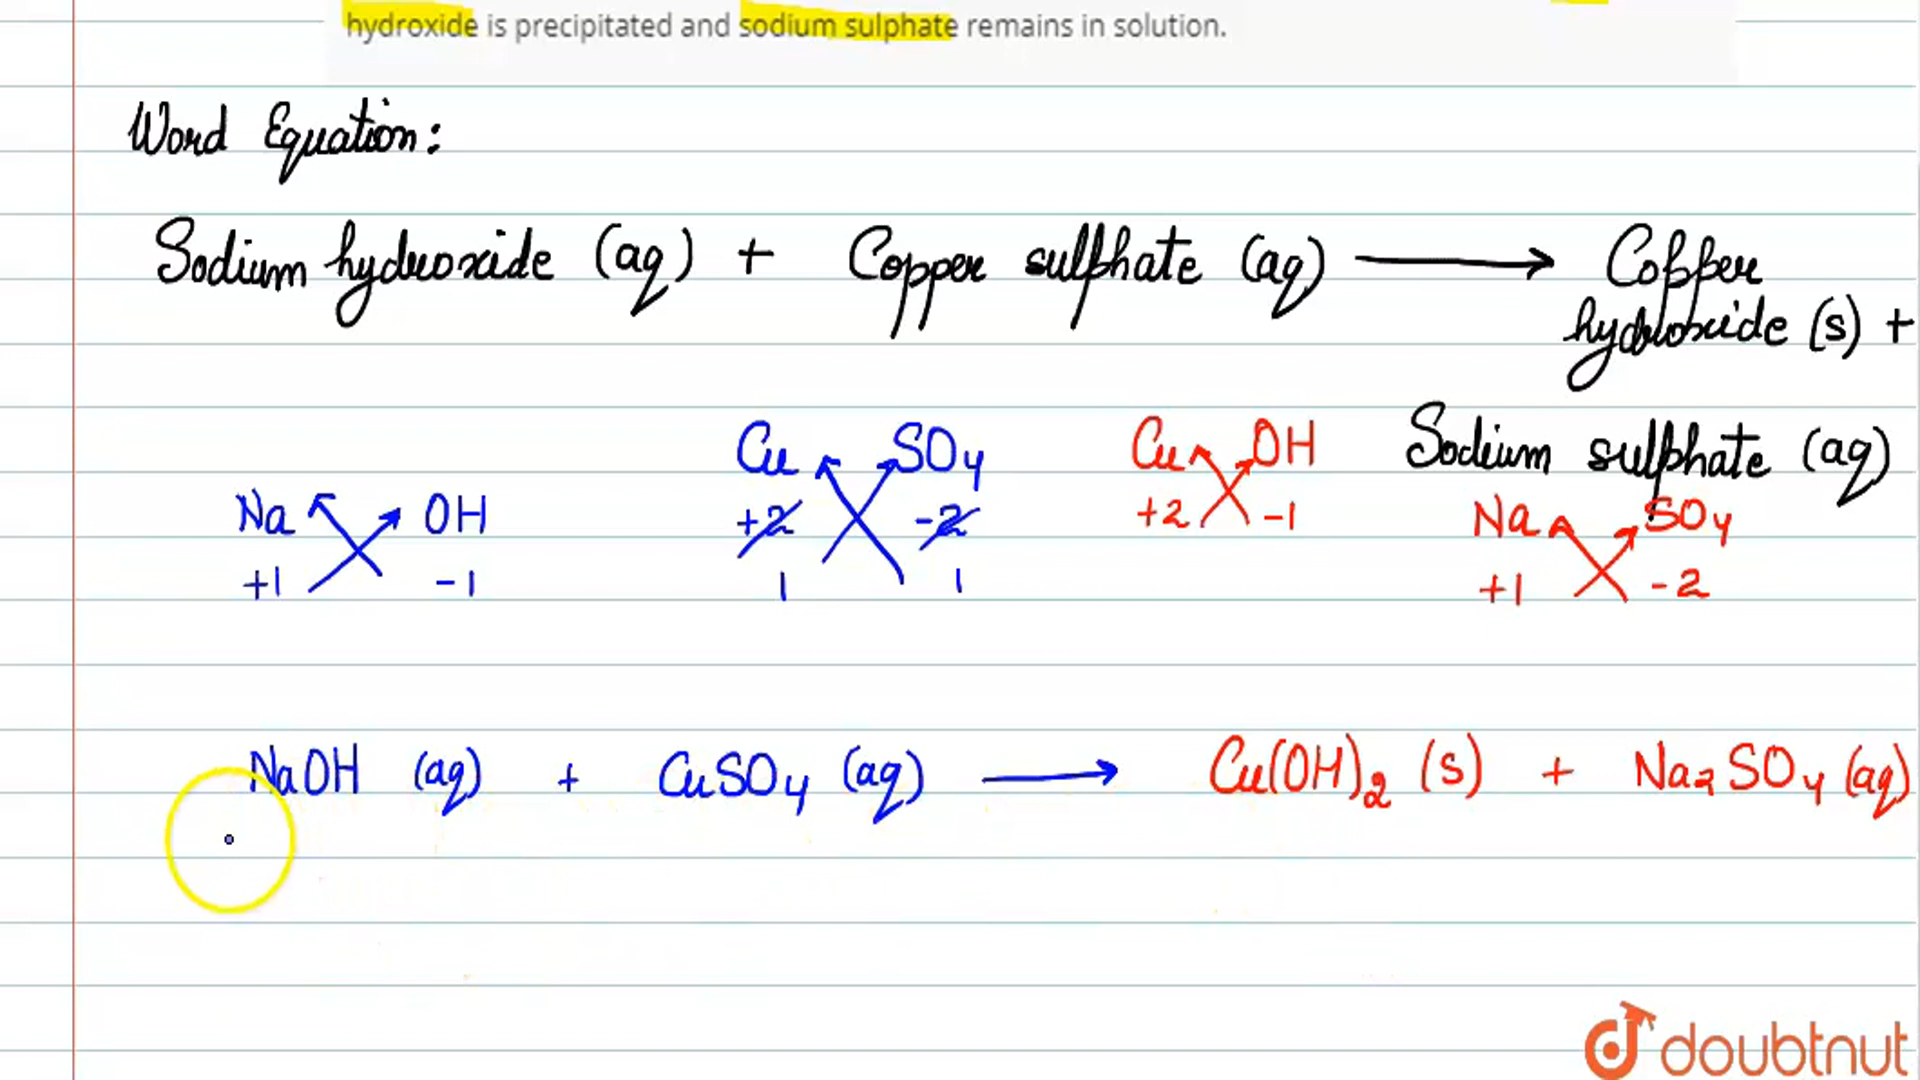 hydroxide is precipitated and sodium sulphate remains in solution.
Word Equation:
Sodium hydroxide (aq) + Copper sulphate (aq) ⟶ Copper
hydroxide (s) +
Sodium sulphate (aq)
Cu SO₄ Cu OH
Na OH +2 -2 +2 -1 Na SO₄
+1 -1 1 1 +1 -2
NaOH (aq) + CuSO₄ (aq) ⟶ Cu(OH)₂ (s) + Na₂SO₄ (aq)
doubtnut